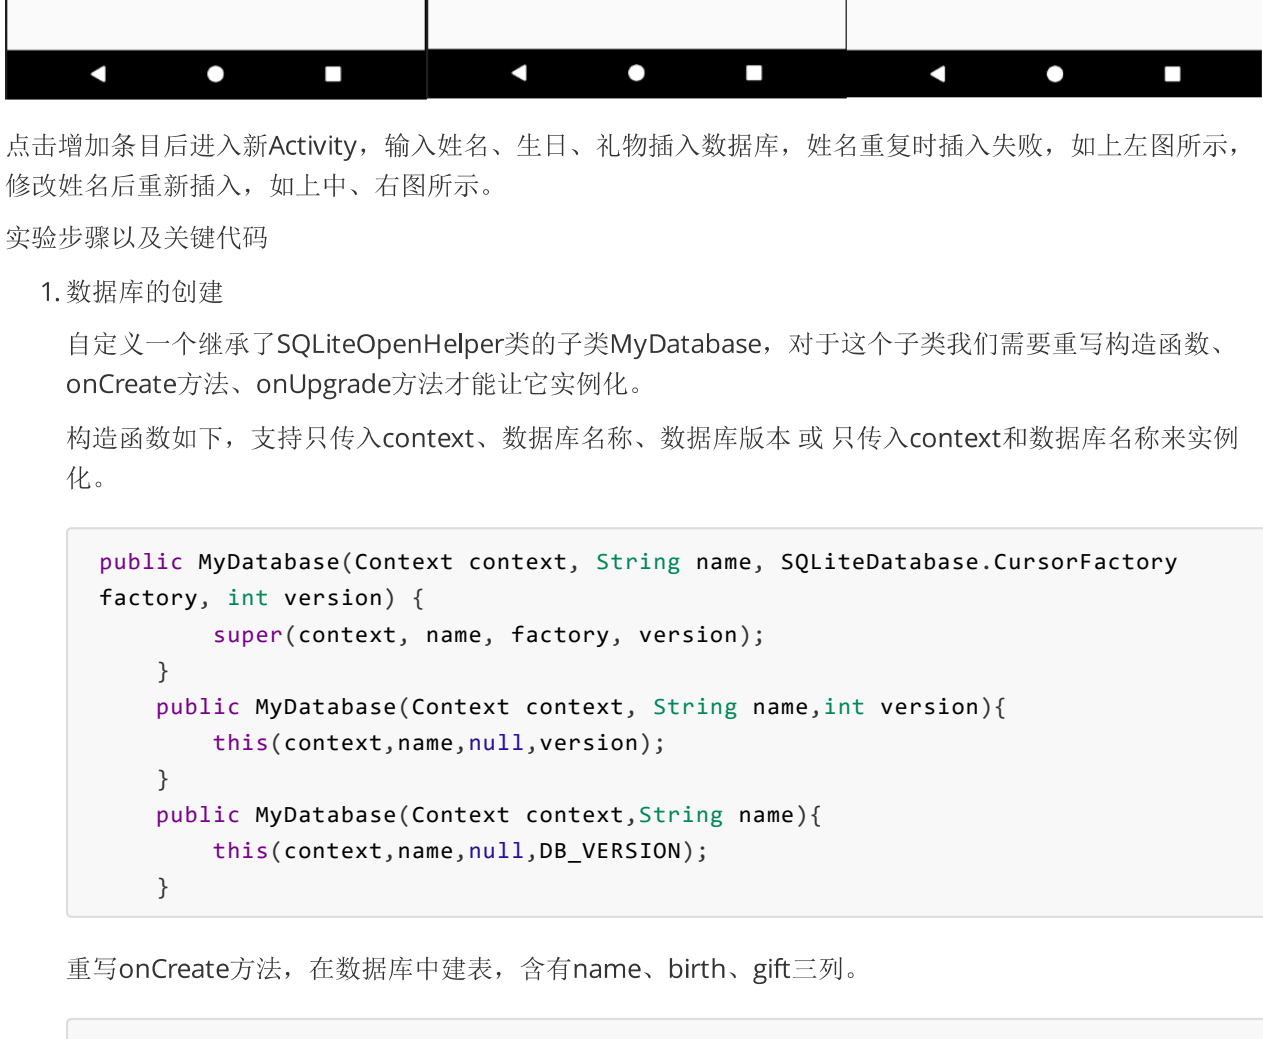 点击增加条目后进入新Activity，输入姓名、生日、礼物插入数据库，姓名重复时插入失败，如上左图所示，
修改姓名后重新插入，如上中、右图所示。
实验步骤以及关键代码
1. 数据库的创建
自定义一个继承了SQLiteOpenHelper类的子类MyDatabase，对于这个子类我们需要重写构造函数、
onCreate方法、onUpgrade方法才能让它实例化。
构造函数如下，支持只传入context、数据库名称、数据库版本 或 只传入context和数据库名称来实例
化。
public MyDatabase(Context context, String name, SQLiteDatabase.CursorFactory
factory, int version) {
        super(context, name, factory, version);
    }
    public MyDatabase(Context context, String name,int version){
        this(context,name,null,version);
    }
    public MyDatabase(Context context,String name){
        this(context,name,null,DB_VERSION);
    }
重写onCreate方法，在数据库中建表，含有name、birth、gift三列。